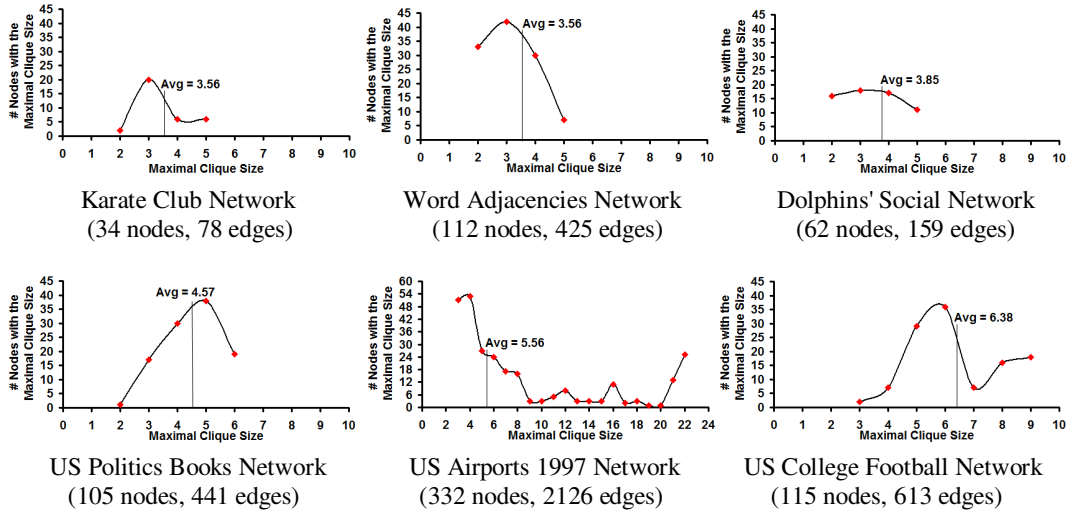 # Nodes with the
Maximal Clique Size
45
40
35
30
25
20
15
10
5
0
Avg = 3.56
0 1 2 3 4 5 6 7 8 9 10
Maximal Clique Size
Karate Club Network
(34 nodes, 78 edges)
# Nodes with the
Maximal Clique Size
45
40
35
30
25
20
15
10
5
0
Avg = 3.56
0 1 2 3 4 5 6 7 8 9 10
Maximal Clique Size
Word Adjacencies Network
(112 nodes, 425 edges)
# Nodes with the
Maximal Clique Size
45
40
35
30
25
20
15
10
5
0
Avg = 3.85
0 1 2 3 4 5 6 7 8 9 10
Maximal Clique Size
Dolphins' Social Network
(62 nodes, 159 edges)
# Nodes with the
Maximal Clique Size
45
40
35
30
25
20
15
10
5
0
Avg = 4.57
0 1 2 3 4 5 6 7 8 9 10
Maximal Clique Size
US Politics Books Network
(105 nodes, 441 edges)
# Nodes with the
Maximal Clique Size
60
54
48
42
36
30
24
18
12
6
0
Avg = 5.56
0 2 4 6 8 10 12 14 16 18 20 22 24
Maximal Clique Size
US Airports 1997 Network
(332 nodes, 2126 edges)
# Nodes with the
Maximal Clique Size
45
40
35
30
25
20
15
10
5
0
Avg = 6.38
0 1 2 3 4 5 6 7 8 9 10
Maximal Clique Size
US College Football Network
(115 nodes, 613 edges)